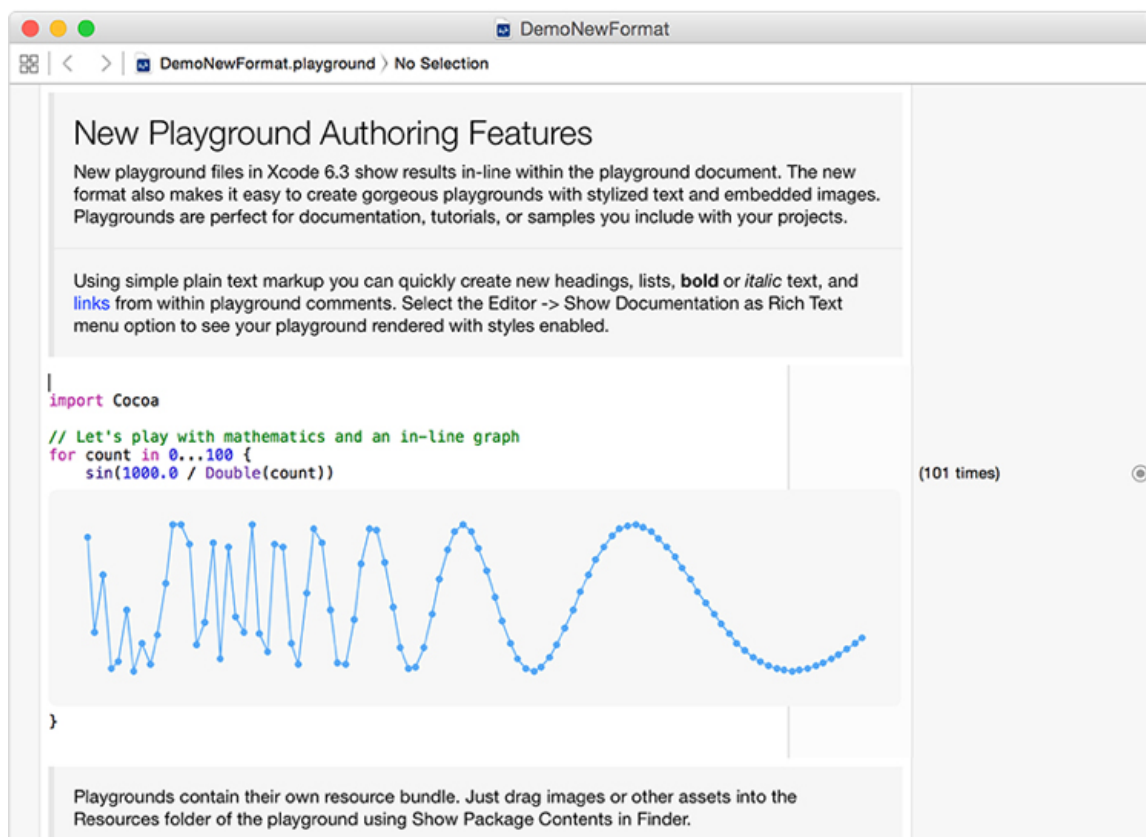 DemoNewFormat
DemoNewFormat.playground 〉 No Selection
New Playground Authoring Features
New playground files in Xcode 6.3 show results in-line within the playground document. The new
format also makes it easy to create gorgeous playgrounds with stylized text and embedded images.
Playgrounds are perfect for documentation, tutorials, or samples you include with your projects.
Using simple plain text markup you can quickly create new headings, lists, bold or italic text, and
links from within playground comments. Select the Editor -> Show Documentation as Rich Text
menu option to see your playground rendered with styles enabled.
import Cocoa
// Let's play with mathematics and an in-line graph
for count in 0...100 {
    sin(1000.0 / Double(count))
(101 times)
}
Playgrounds contain their own resource bundle. Just drag images or other assets into the
Resources folder of the playground using Show Package Contents in Finder.